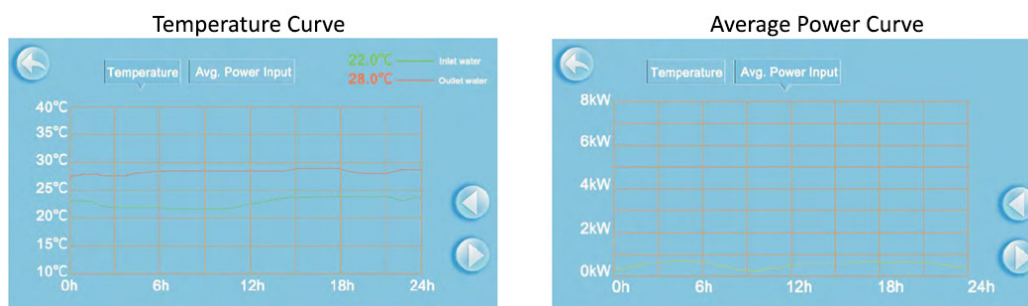 Temperature Curve
Temperature
Avg. Power Input
22.0℃
Inlet water
28.0℃
Outlet water
40℃
35℃
30℃
25℃
20℃
15℃
10℃
0h
6h
12h
18h
24h
Average Power Curve
Temperature
Avg. Power Input
8kW
6kW
4kW
2kW
0kW
0h
6h
12h
18h
24h